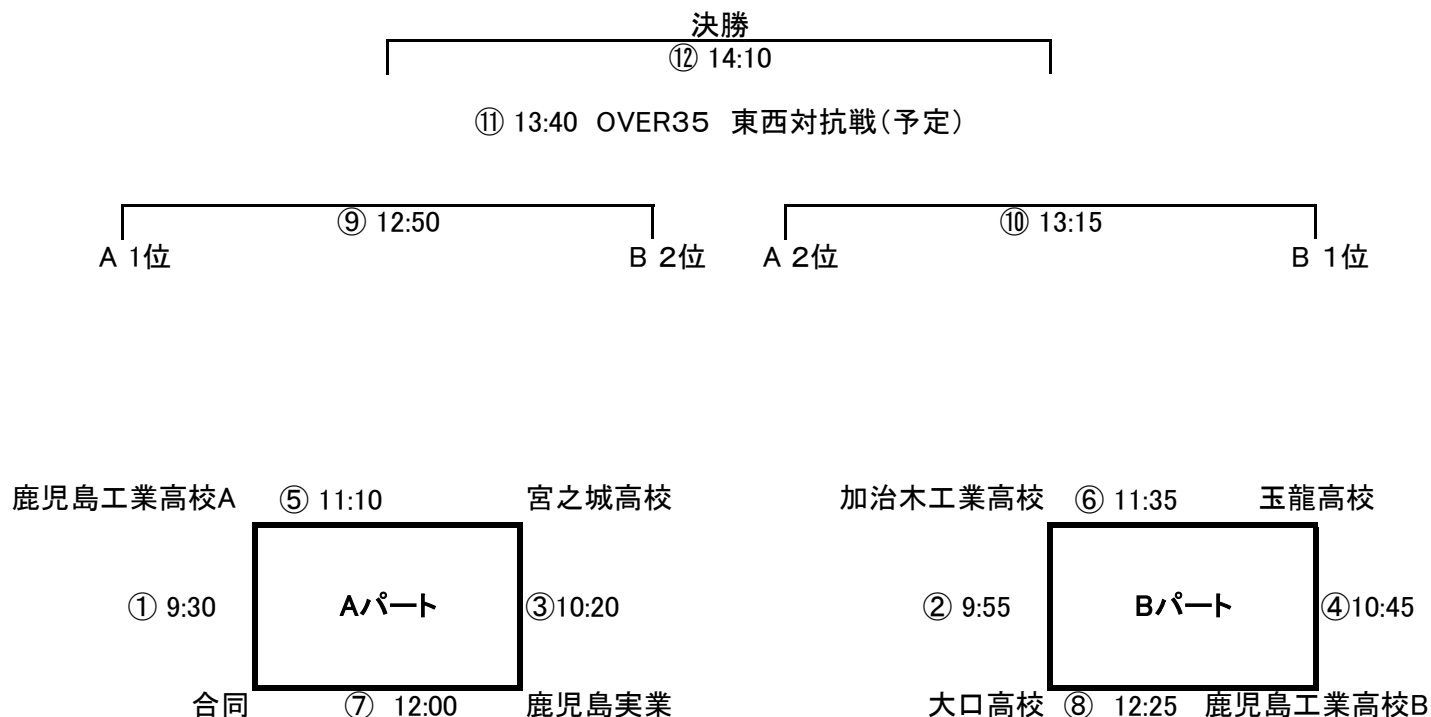 決勝
⑫ 14:10
⑪ 13:40 OVER35 東西対抗戦(予定)
⑨ 12:50
⑩ 13:15
A 1位
B 2位
A 2位
B 1位
鹿児島工業高校A
⑤ 11:10
宮之城高校
加治木工業高校
⑥ 11:35
玉龍高校
① 9:30
Aパート
③10:20
② 9:55
Bパート
④10:45
合同
⑦ 12:00
鹿児島実業
大口高校
⑧ 12:25
鹿児島工業高校B